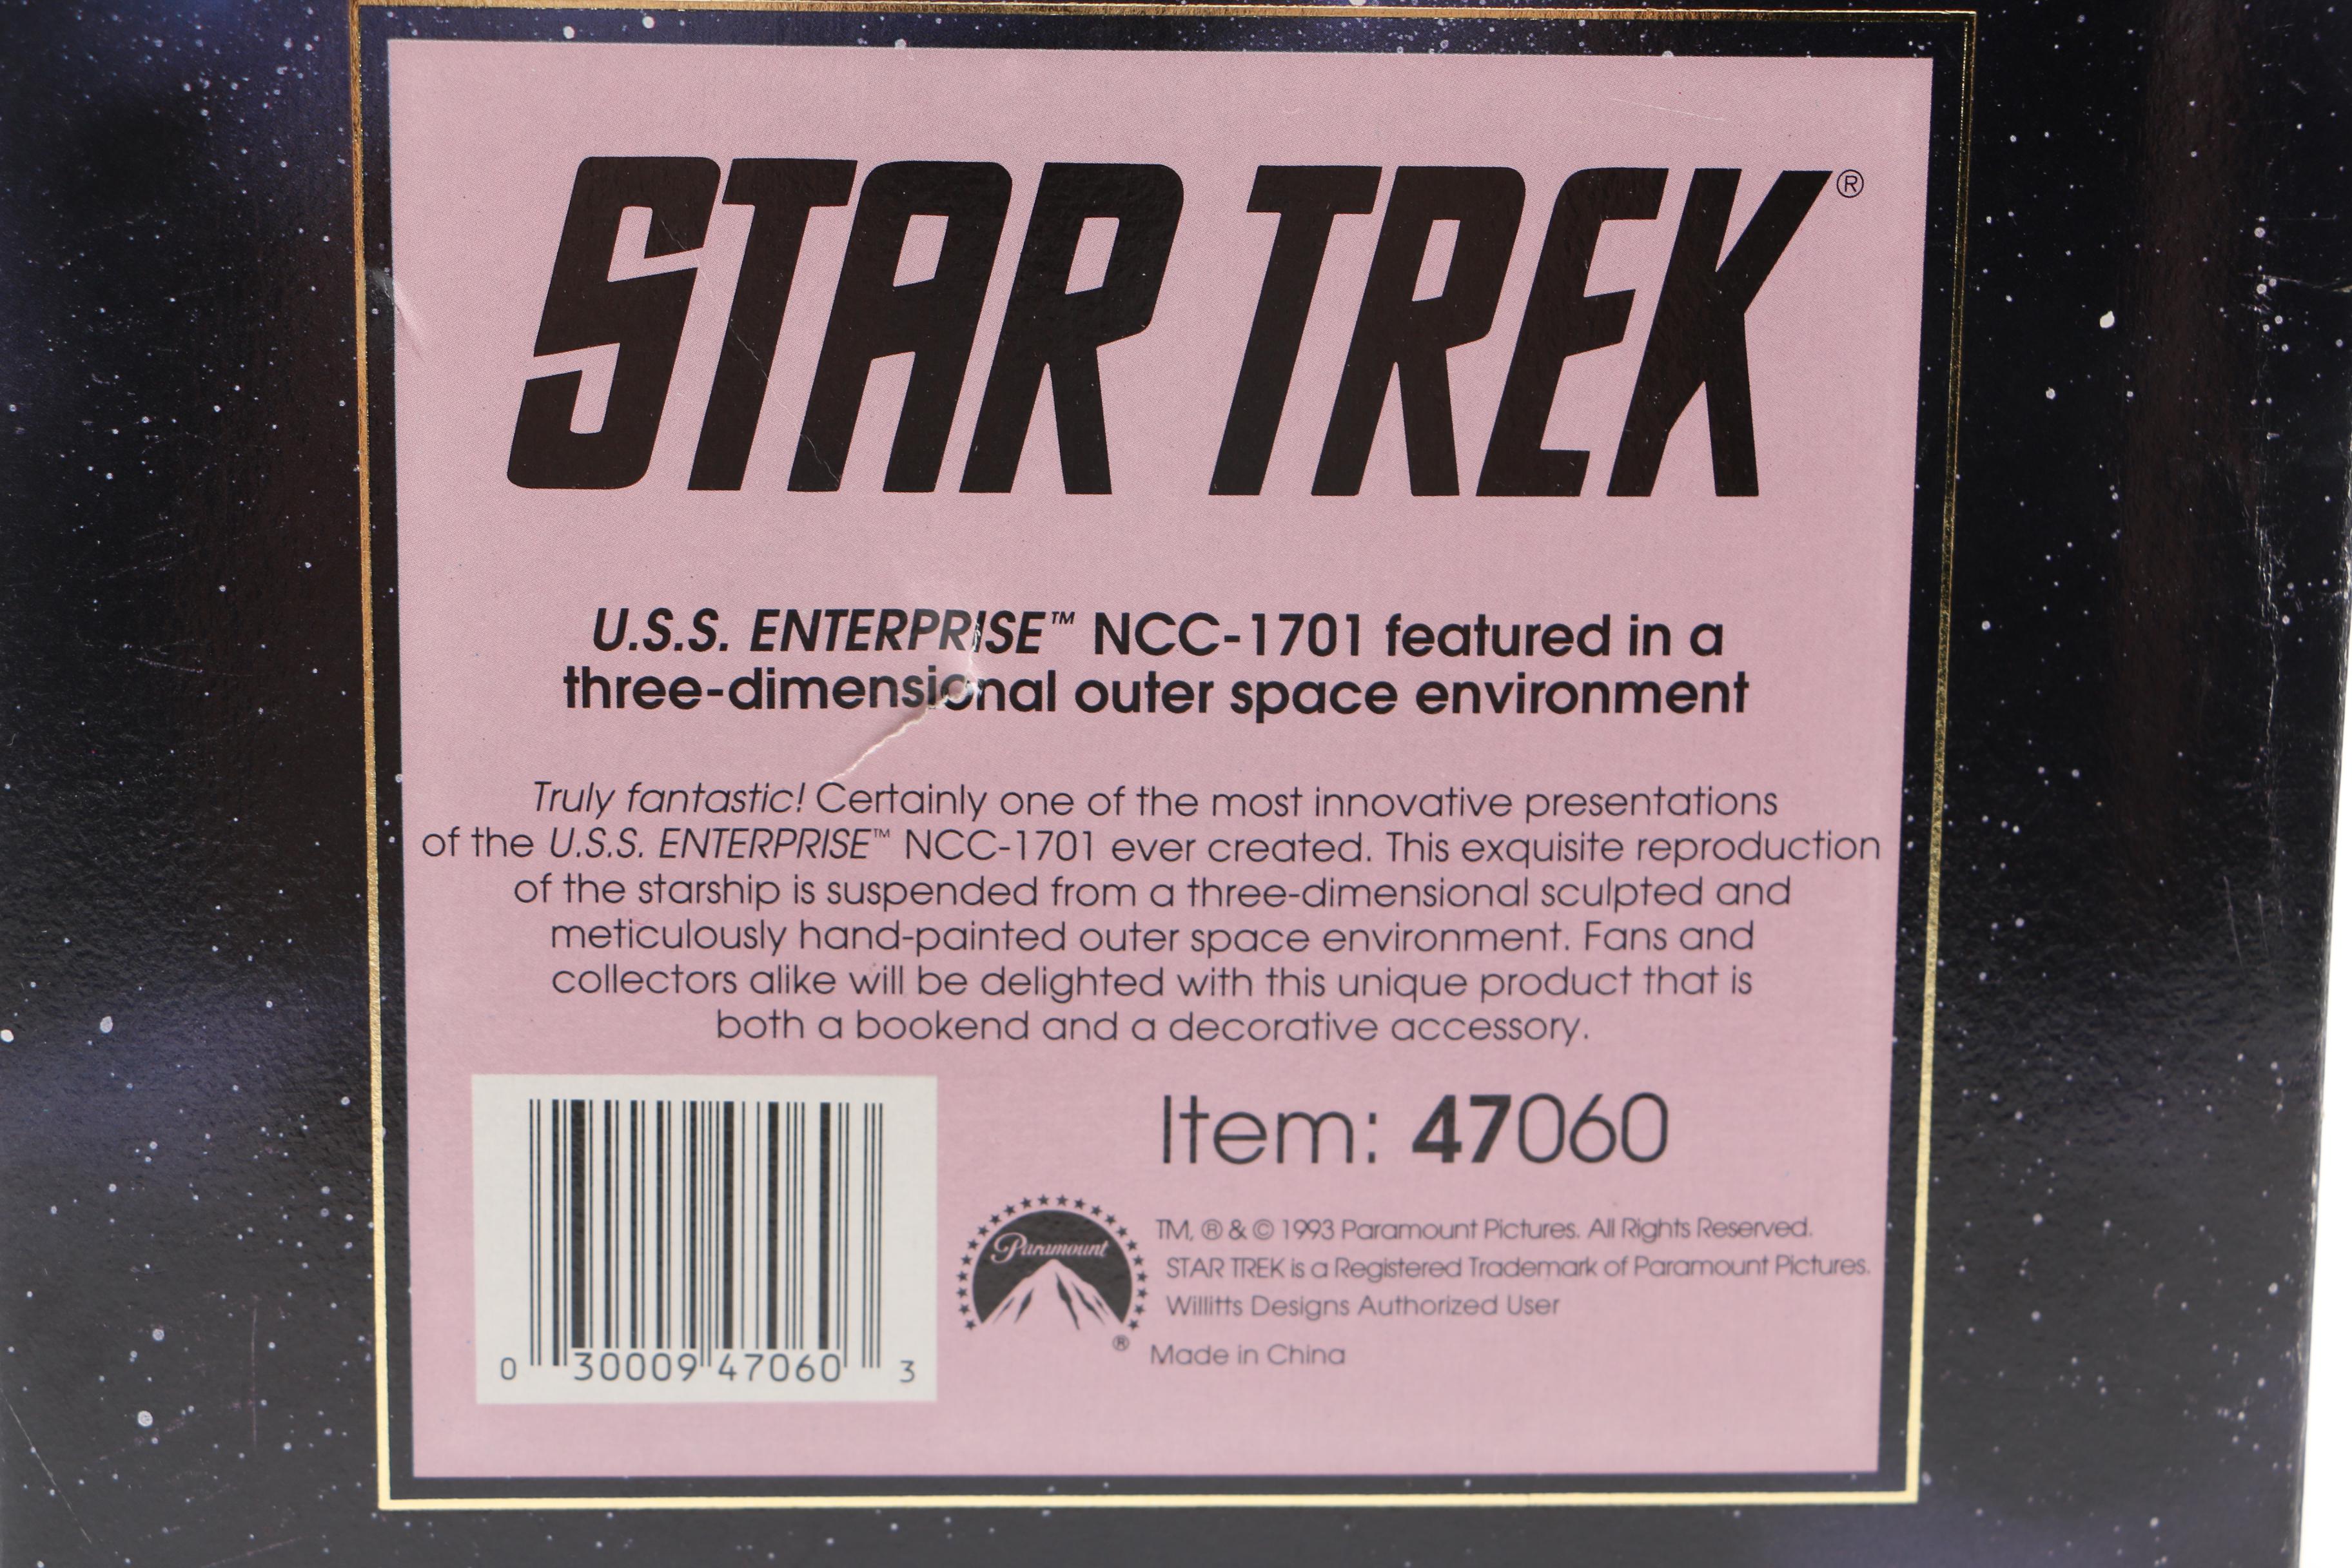 STAR TREK®
U.S.S. ENTERPRISE™ NCC-1701 featured in a
three-dimensional outer space environment
Truly fantastic! Certainly one of the most innovative presentations
of the U.S.S. ENTERPRISE™ NCC-1701 ever created. This exquisite reproduction
of the starship is suspended from a three-dimensional sculpted and
meticulously hand-painted outer space environment. Fans and
collectors alike will be delighted with this unique product that is
both a bookend and a decorative accessory.
Item: 47060
Paramount
®
TM, ® & © 1993 Paramount Pictures. All Rights Reserved.
STAR TREK is a Registered Trademark of Paramount Pictures.
Willitts Designs Authorized User
Made in China
0 30009 47060 3